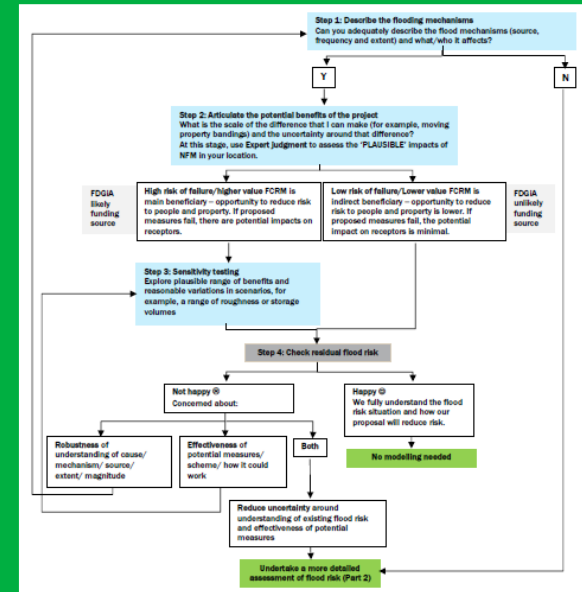 Step 1: Describe the flooding mechanisms
Can you adequately describe the flood mechanisms (source,
frequency and extent) and what/who it affects?
Y
N
Step 2: Articulate the potential benefits of the project
What is the scale of the difference that I can make (for example, moving
property bandings) and the uncertainty around that difference?
At this stage, use Expert judgment to assess the 'PLAUSIBLE' impacts of
NFM in your location.
FDGIA
likely
funding
source
High risk of failure/higher value FCRM is
main beneficiary – opportunity to reduce risk
to people and property. If proposed
measures fail, there are potential impacts on
receptors.
Low risk of failure/Lower value FCRM is
indirect beneficiary – opportunity to reduce
risk to people and property is lower. If
proposed measures fail, the potential
impact on receptors is minimal.
FDGIA
unlikely
funding
source
Step 3: Sensitivity testing
Explore plausible range of benefits and
reasonable variations in scenarios, for
example, a range of roughness or storage
volumes
Step 4: Check residual flood risk
Not happy ☹
Concerned about:
Happy ☺
We fully understand the flood
risk situation and how our
proposal will reduce risk.
Robustness of
understanding of cause/
mechanism/ source/
extent/ magnitude
Effectiveness of
potential measures/
scheme/ how it could
work
Both
No modelling needed
Reduce uncertainty around
understanding of existing flood risk
and effectiveness of potential
measures
Undertake a more detailed
assessment of flood risk (Part 2)